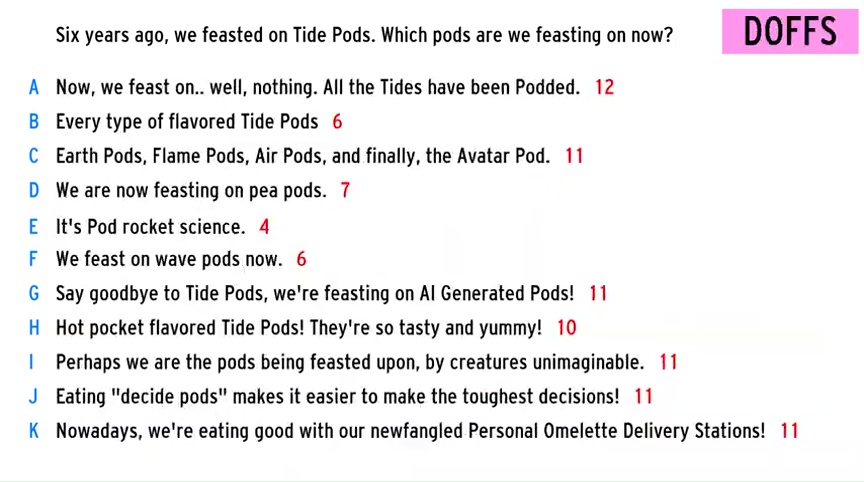 Six years ago, we feasted on Tide Pods. Which pods are we feasting on now?
DOFFS
A Now, we feast on.. well, nothing. All the Tides have been Podded. 12
B Every type of flavored Tide Pods 6
C Earth Pods, Flame Pods, Air Pods, and finally, the Avatar Pod. 11
D We are now feasting on pea pods. 7
E It's Pod rocket science. 4
F We feast on wave pods now. 6
G Say goodbye to Tide Pods, we're feasting on AI Generated Pods! 11
H Hot pocket flavored Tide Pods! They're so tasty and yummy! 10
I Perhaps we are the pods being feasted upon, by creatures unimaginable. 11
J Eating "decide pods" makes it easier to make the toughest decisions! 11
K Nowadays, we're eating good with our newfangled Personal Omelette Delivery Stations! 11